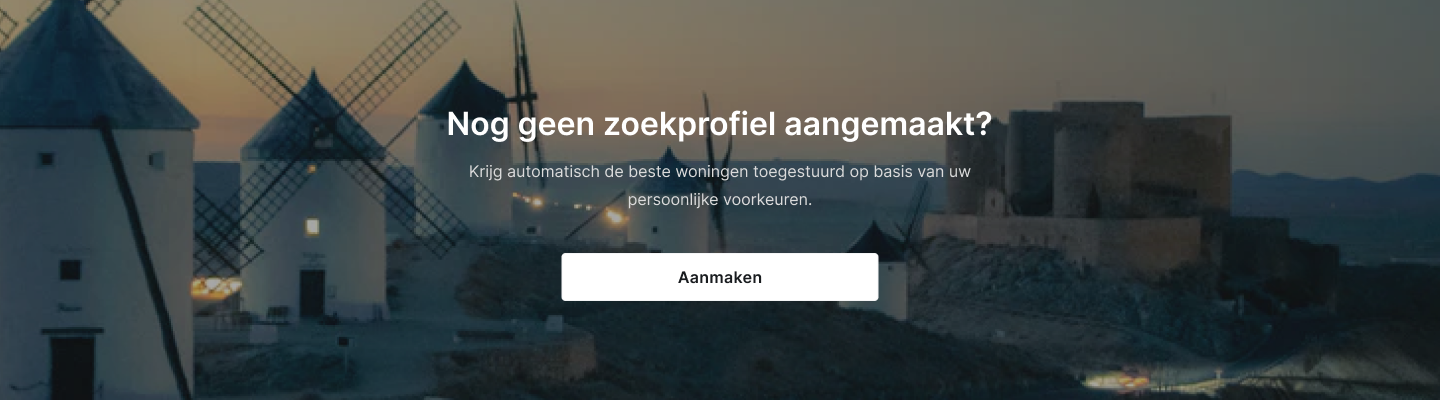 Nog geen zoekprofiel aangemaakt?
Krijg automatisch de beste woningen toegestuurd op basis van uw
persoonlijke voorkeuren.
Aanmaken